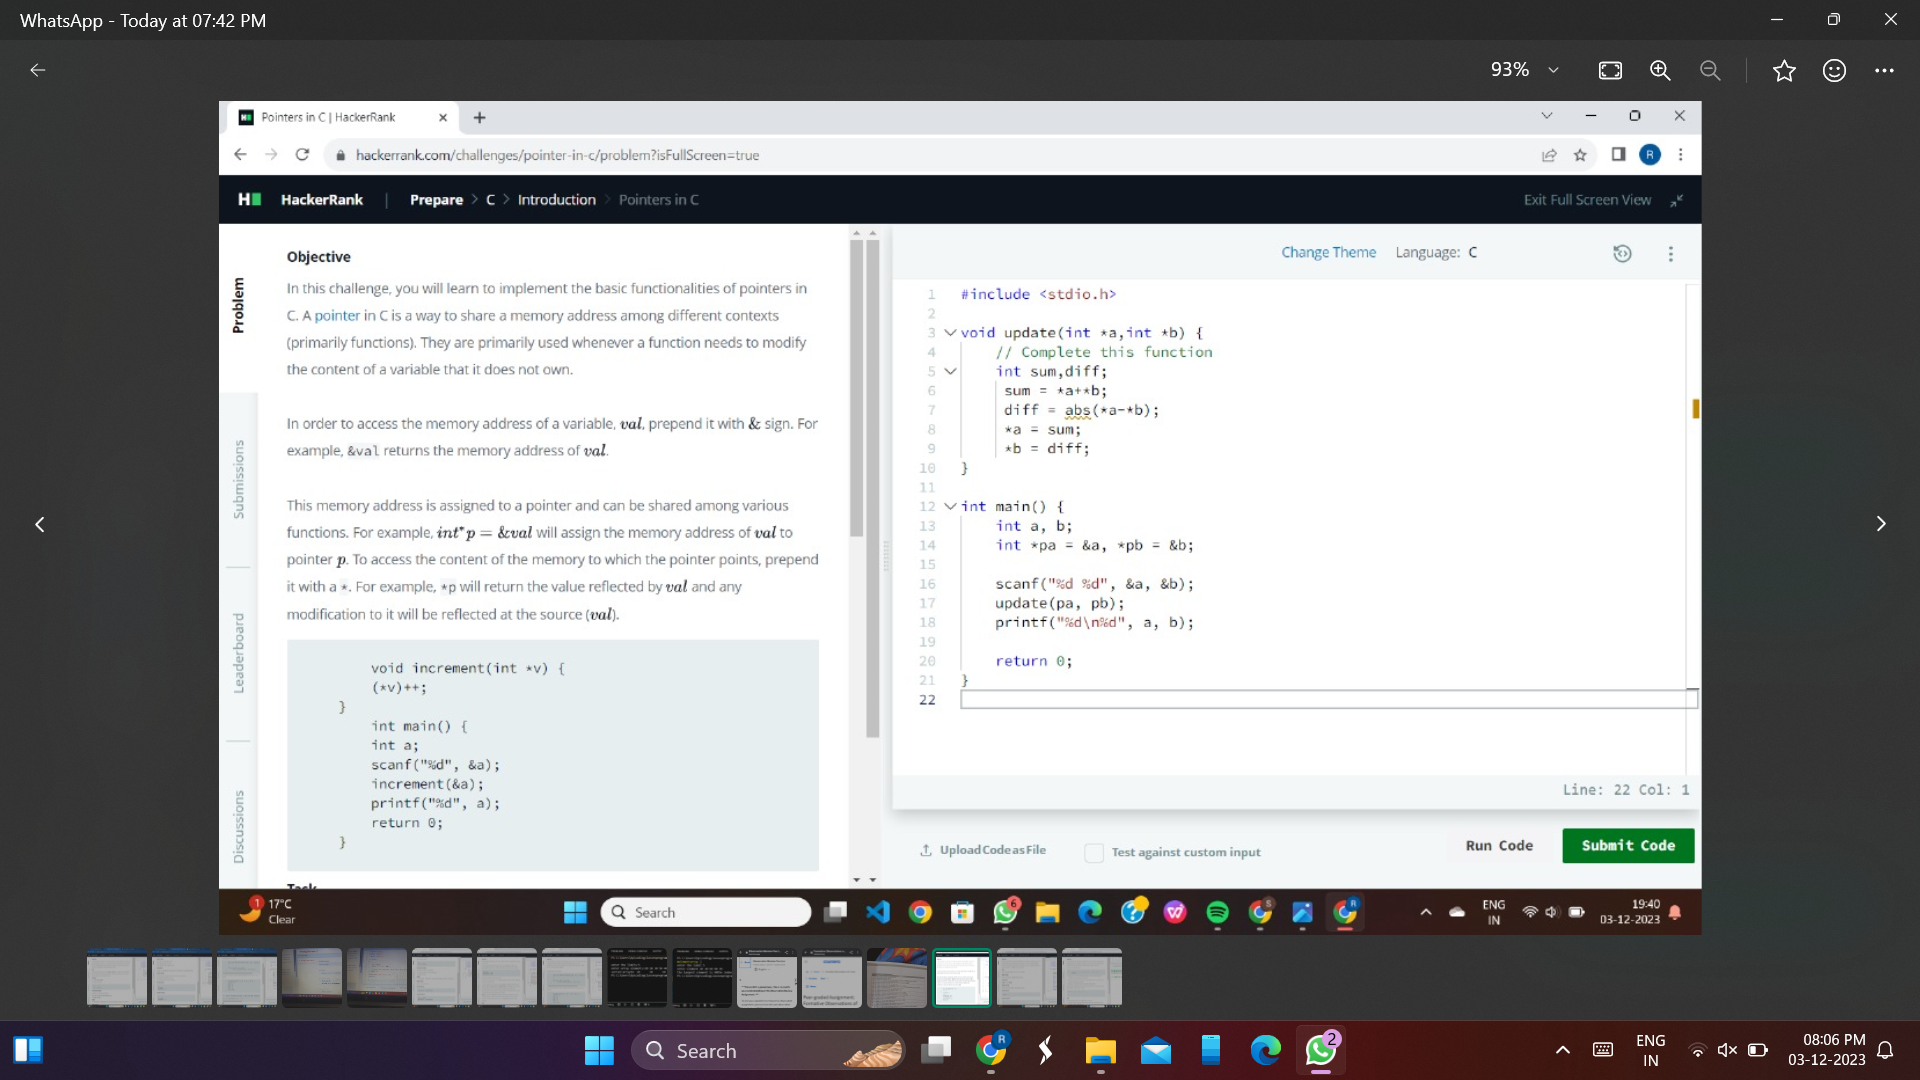 WhatsApp - Today at 07:42 PM
93%
Pointers in C | HackerRank
hackerrank.com/challenges/pointer-in-c/problem?isFullScreen=true
R
H
HackerRank | Prepare > C > Introduction > Pointers in C
Exit Full Screen View
Problem
Submissions
Leaderboard
Discussions
Objective
In this challenge, you will learn to implement the basic functionalities of pointers in
C. A pointer in C is a way to share a memory address among different contexts
(primarily functions). They are primarily used whenever a function needs to modify
the content of a variable that it does not own.
In order to access the memory address of a variable, val, prepend it with & sign. For
example, &val returns the memory address of val.
This memory address is assigned to a pointer and can be shared among various
functions. For example, int*p = &val will assign the memory address of val to
pointer p. To access the content of the memory to which the pointer points, prepend
it with a *. For example, *p will return the value reflected by val and any
modification to it will be reflected at the source (val).
void increment(int *v) {
(*v)++;
}
int main() {
int a;
scanf("%d", &a);
increment(&a);
printf("%d", a);
return 0;
}
Task
Change Theme Language: C
1 #include <stdio.h>
2
3 void update(int *a,int *b) {
4 // Complete this function
5 int sum,diff;
6 sum = *a+*b;
7 diff = abs(*a-*b);
8 *a = sum;
9 *b = diff;
10 }
11
12 int main() {
13 int a, b;
14 int *pa = &a, *pb = &b;
15
16 scanf("%d %d", &a, &b);
17 update(pa, pb);
18 printf("%d\n%d", a, b);
19
20 return 0;
21 }
22
Line: 22 Col: 1
Upload Code as File
Test against custom input
Run Code
Submit Code
1
17°C
Clear
Search
6
S
R
ENG
IN
19:40
03-12-2023
Search
R
2
ENG
IN
08:06 PM
03-12-2023